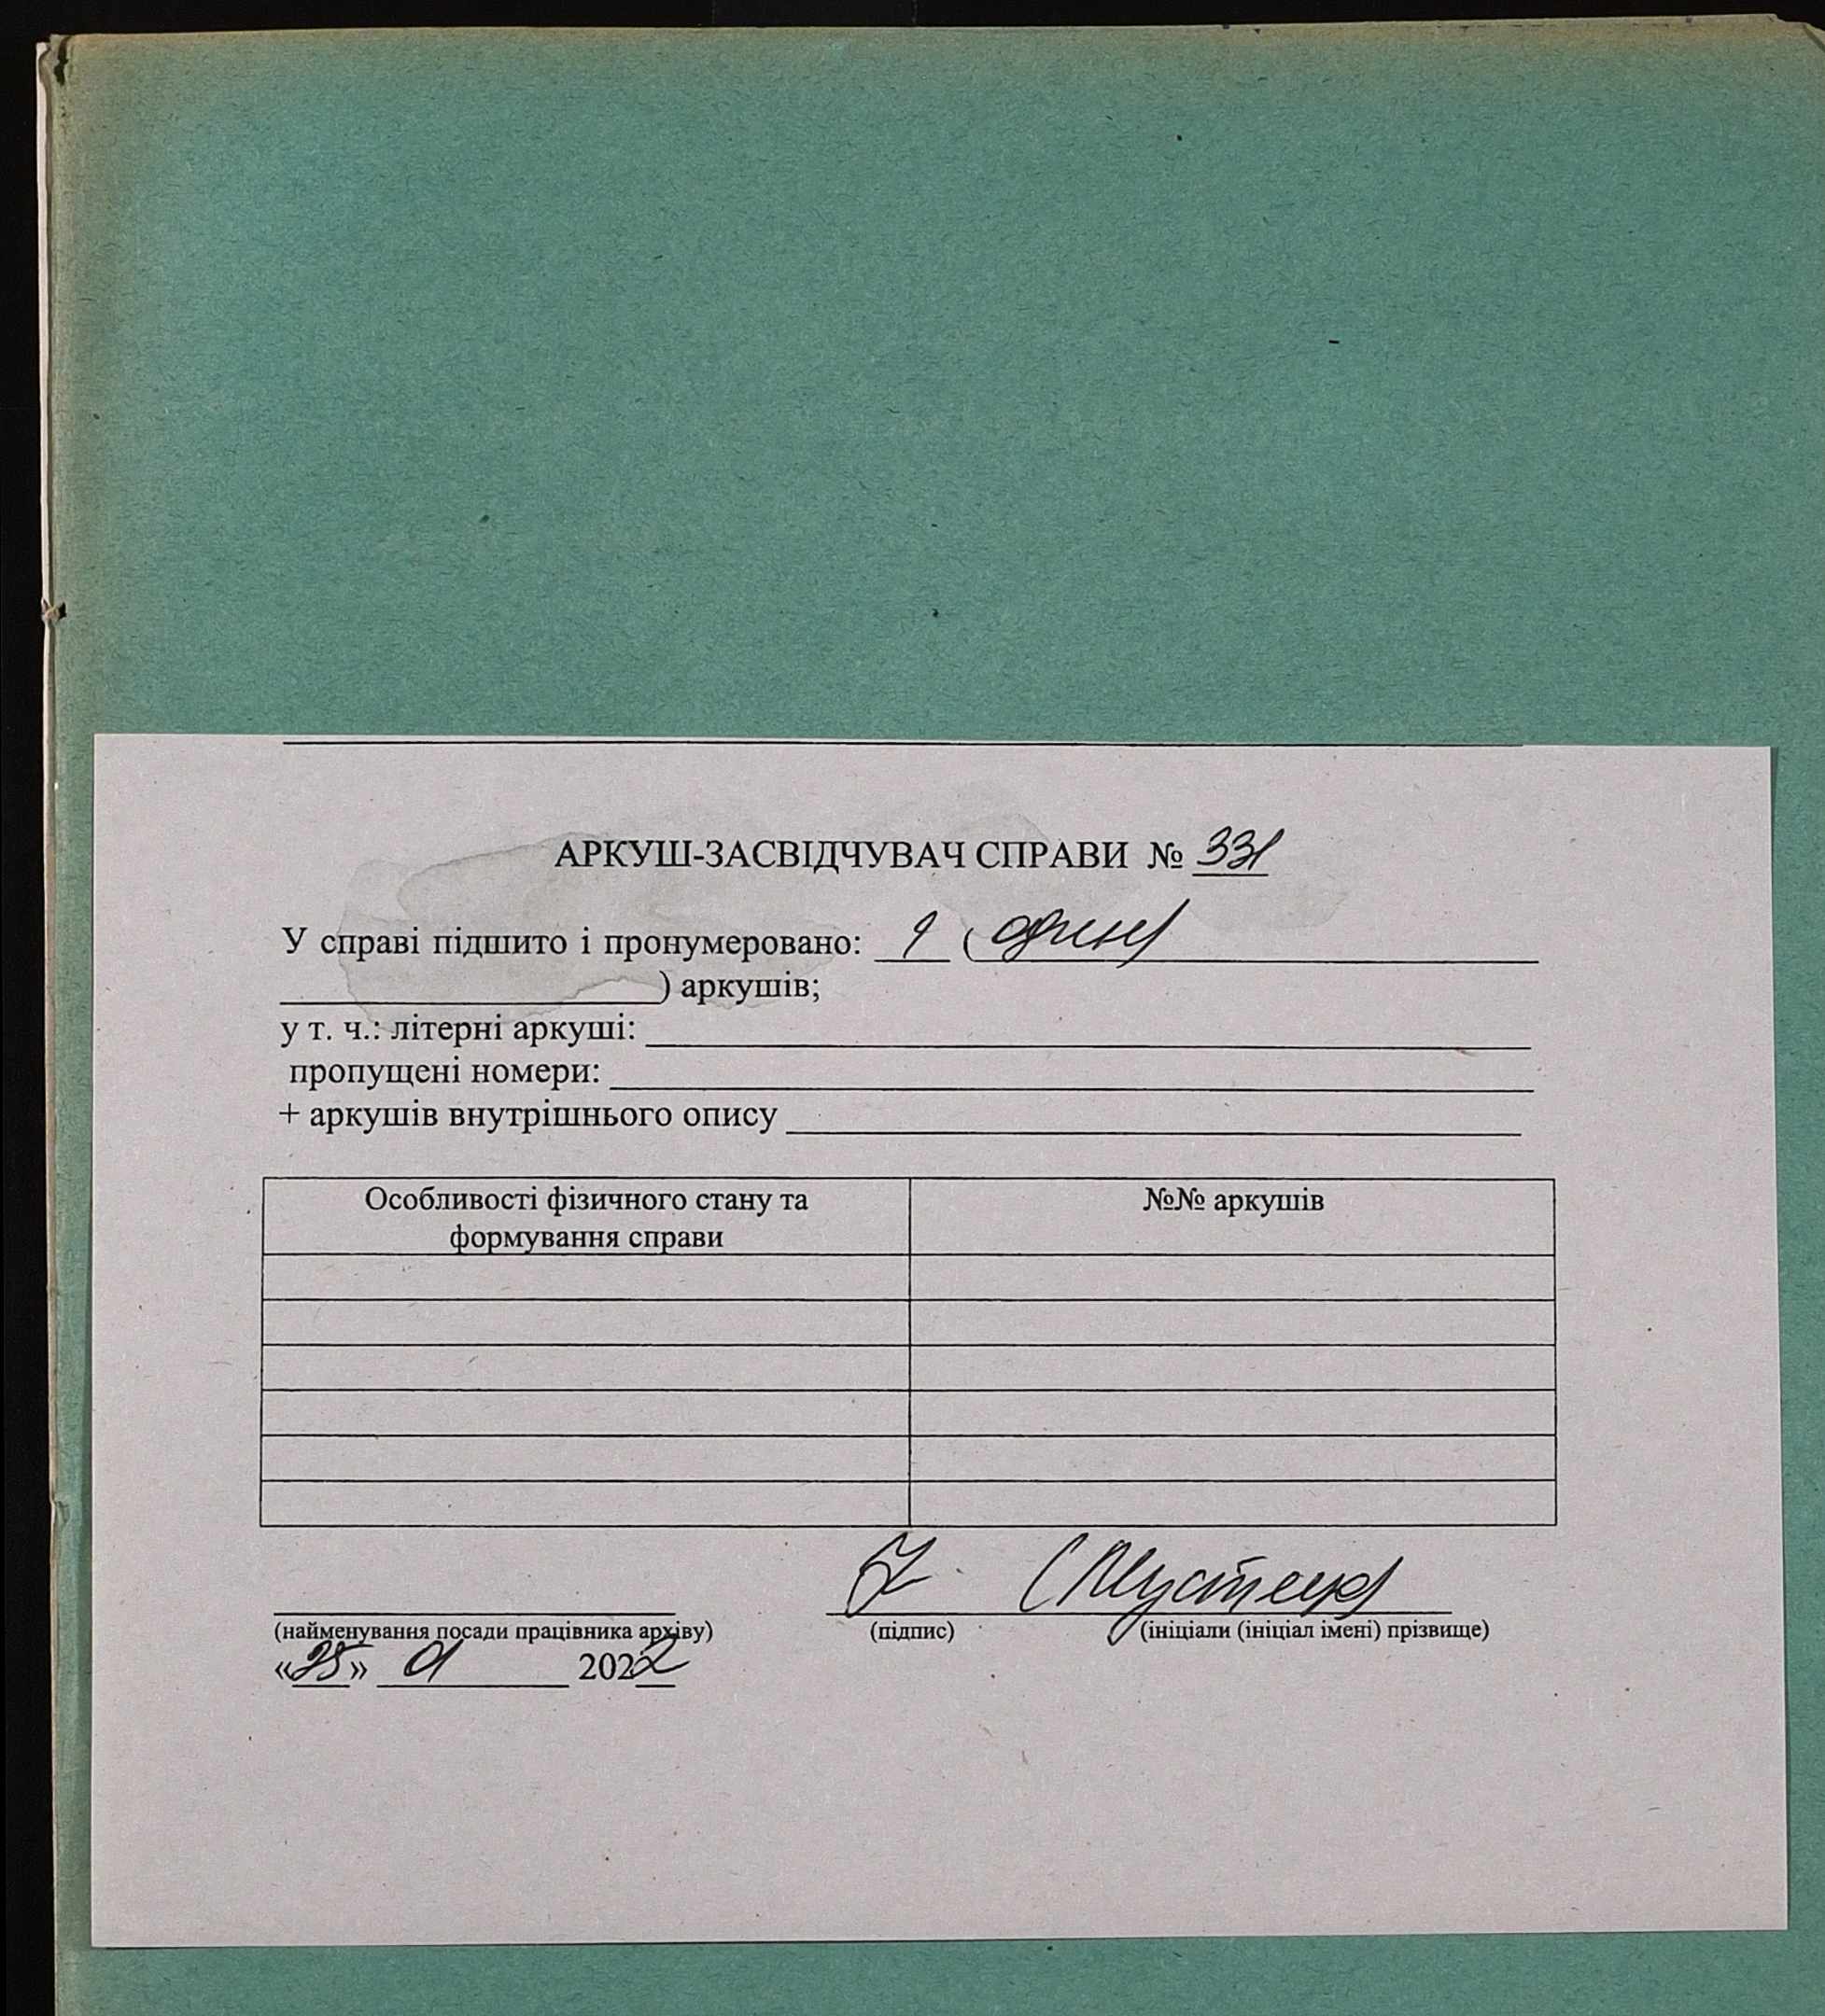 АРКУШ-ЗАСВІДЧУВАЧ СПРАВИ № 331
У справі підшито і пронумеровано: 1 ( один
) аркушів;
у т. ч.: літерні аркуші:
пропущені номери:
+ аркушів внутрішнього опису
Особливості фізичного стану та №№ аркушів
формування справи
(найменування посади працівника архіву) (підпис) (ініціали (ініціал імені) прізвище)
«25» 01 2022